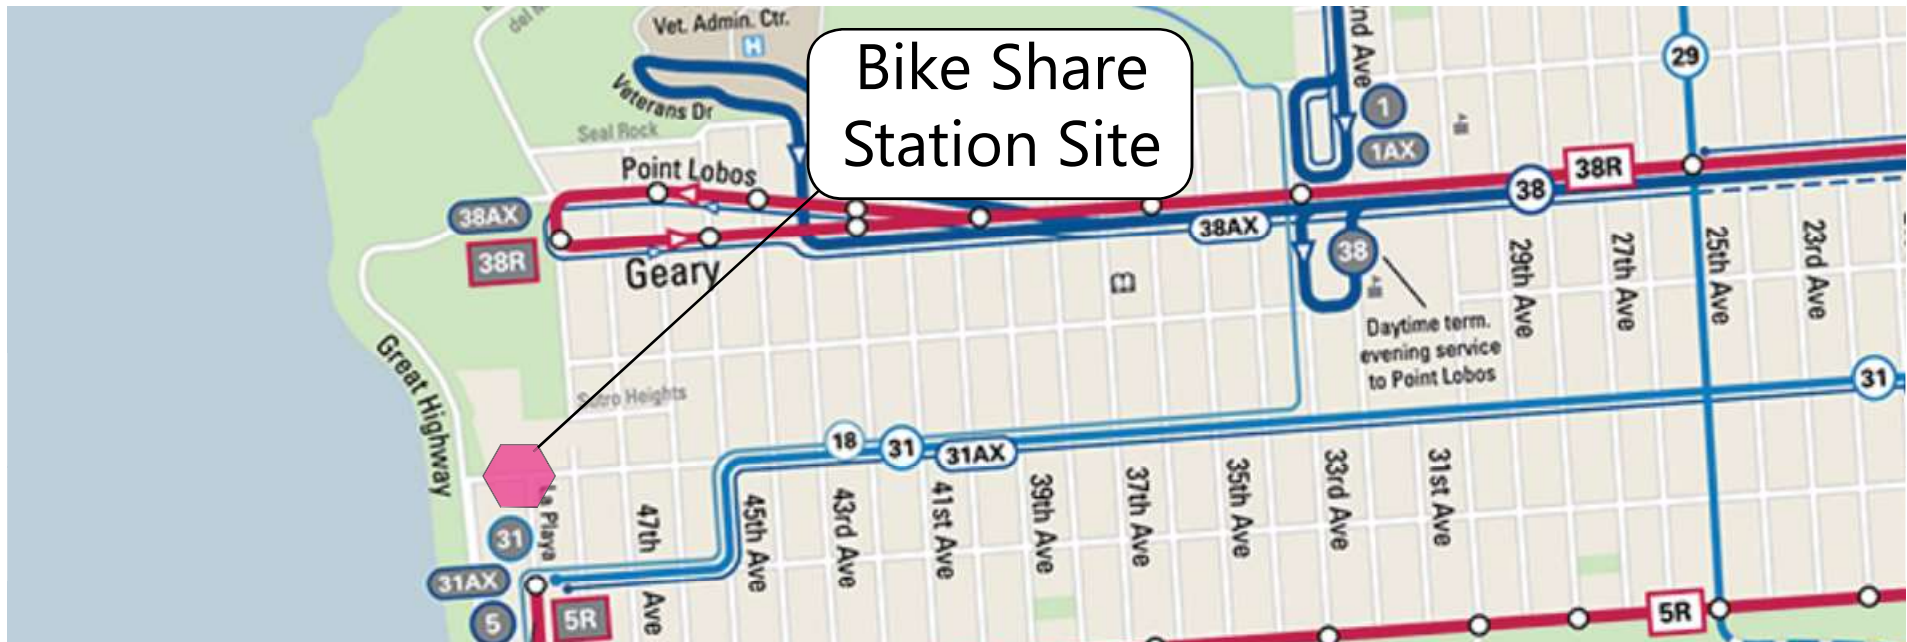 Vet. Admin. Ctr.
H
Bike Share
Station Site
29
Veterans Dr
1
Seal Rock
1AX
Point Lobos
38R
38
38AX
38AX
38R
Geary
38
29th Ave
27th Ave
25th Ave
23rd Ave
Daytime term.
evening service
to Point Lobos
Great Highway
31
Sutro Heights
18
31
31AX
La Playa
47th
Ave
45th Ave
43rd Ave
41st Ave
39th Ave
37th Ave
35th Ave
33rd Ave
31st Ave
31
31AX
5R
5
5R